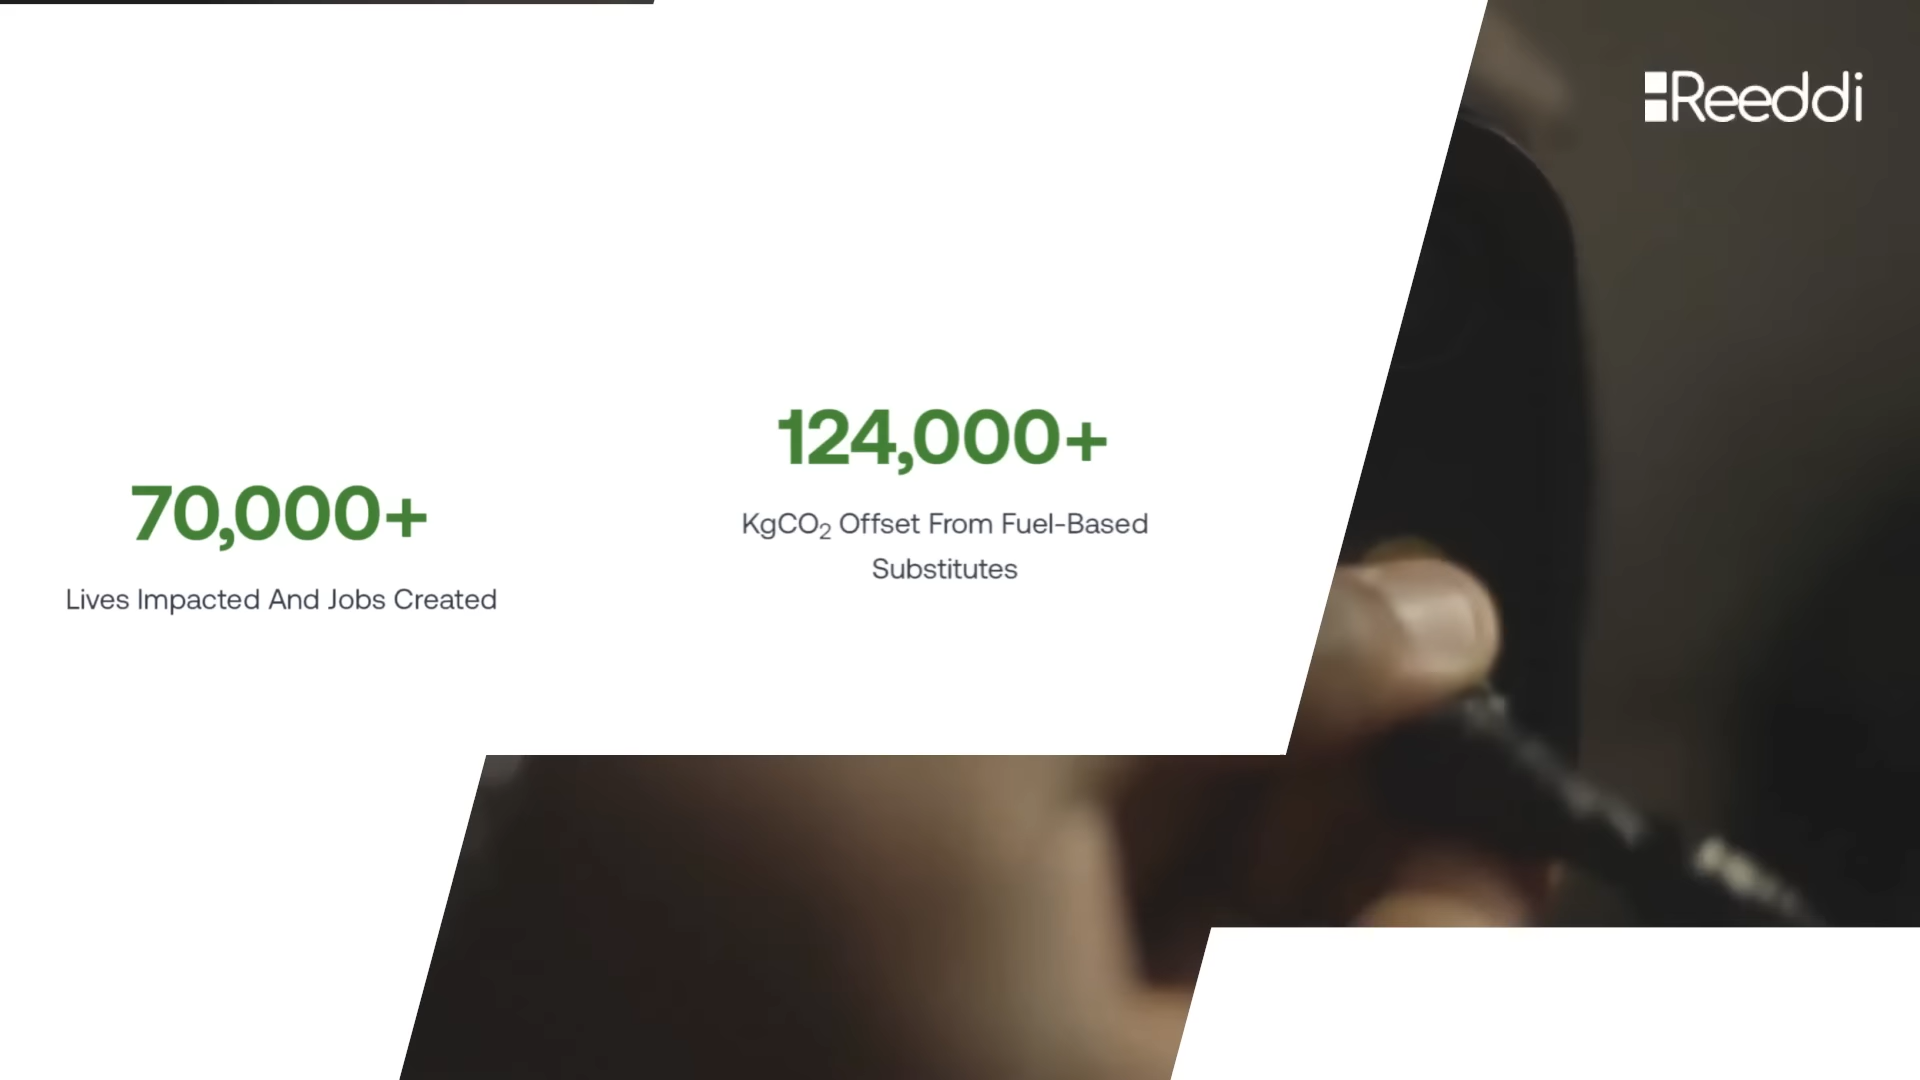 Reeddi
124,000+
KgCO₂ Offset From Fuel-Based
Substitutes
70,000+
Lives Impacted And Jobs Created